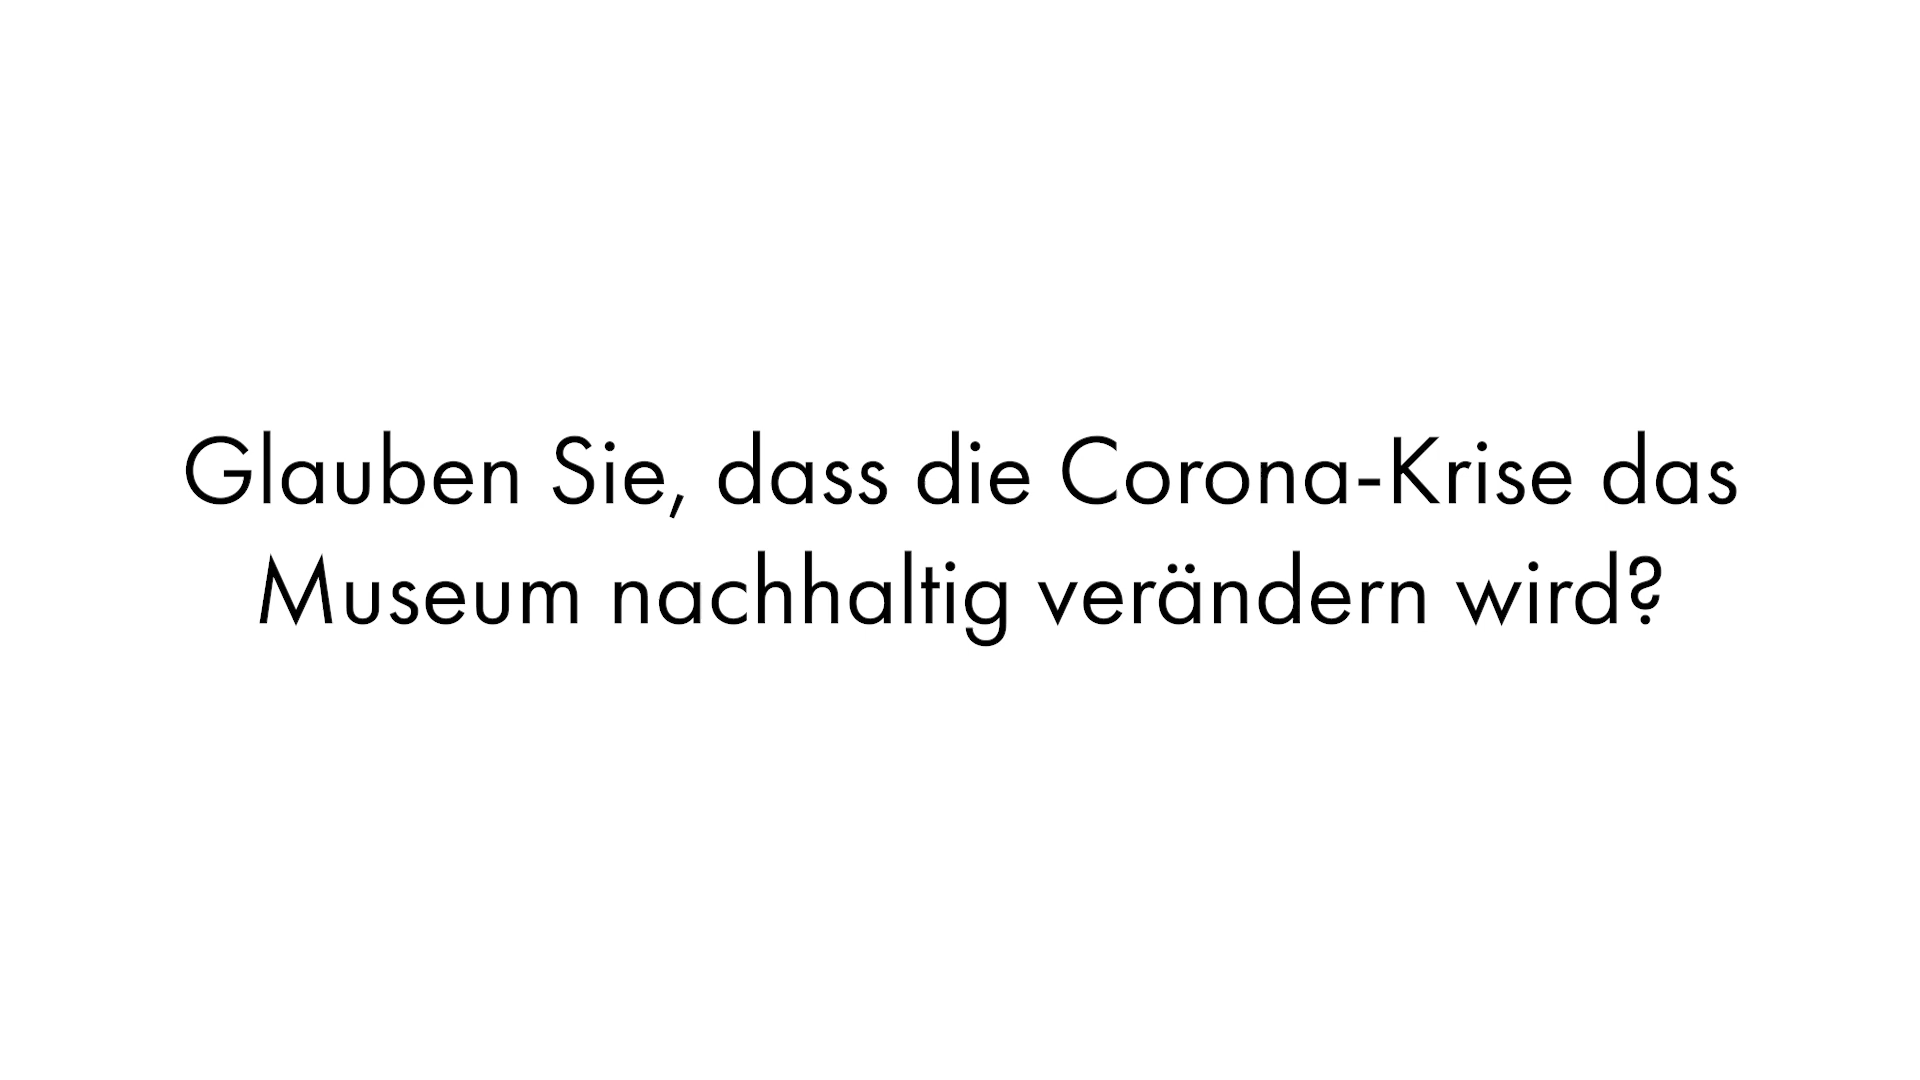 Glauben Sie, dass die Corona-Krise das
Museum nachhaltig verändern wird?